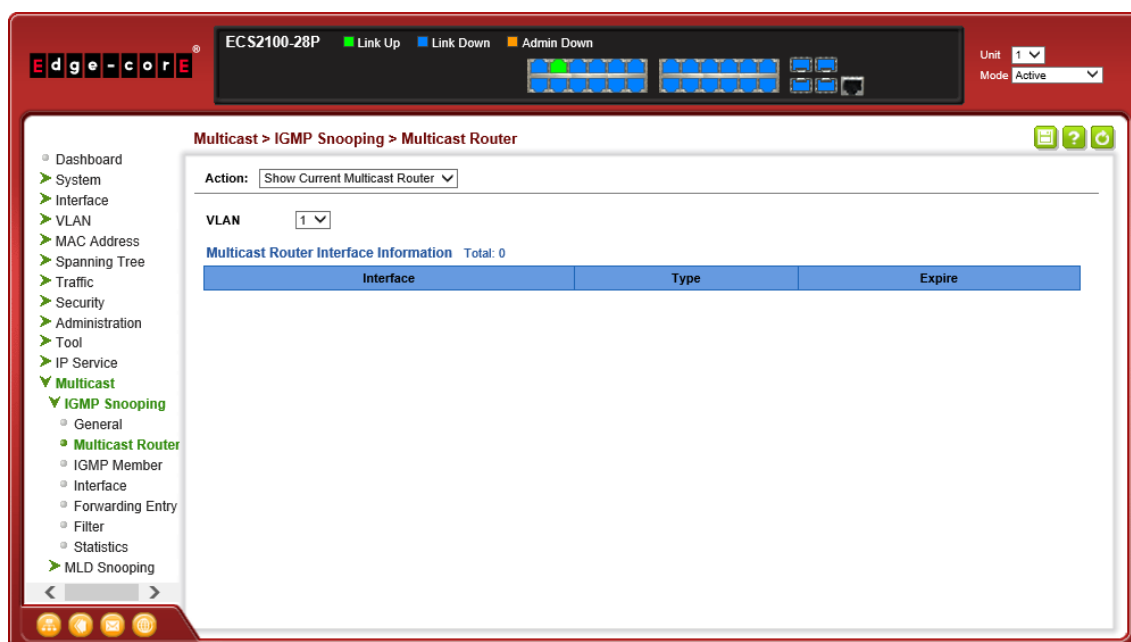 Edge-corE®
ECS2100-28P Link Up Link Down Admin Down
Unit 1
Mode Active
Multicast > IGMP Snooping > Multicast Router
Dashboard
System
Interface
VLAN
MAC Address
Spanning Tree
Traffic
Security
Administration
Tool
IP Service
Multicast
IGMP Snooping
General
Multicast Router
IGMP Member
Interface
Forwarding Entry
Filter
Statistics
MLD Snooping
Action: Show Current Multicast Router
VLAN 1
Multicast Router Interface Information Total: 0
Interface Type Expire